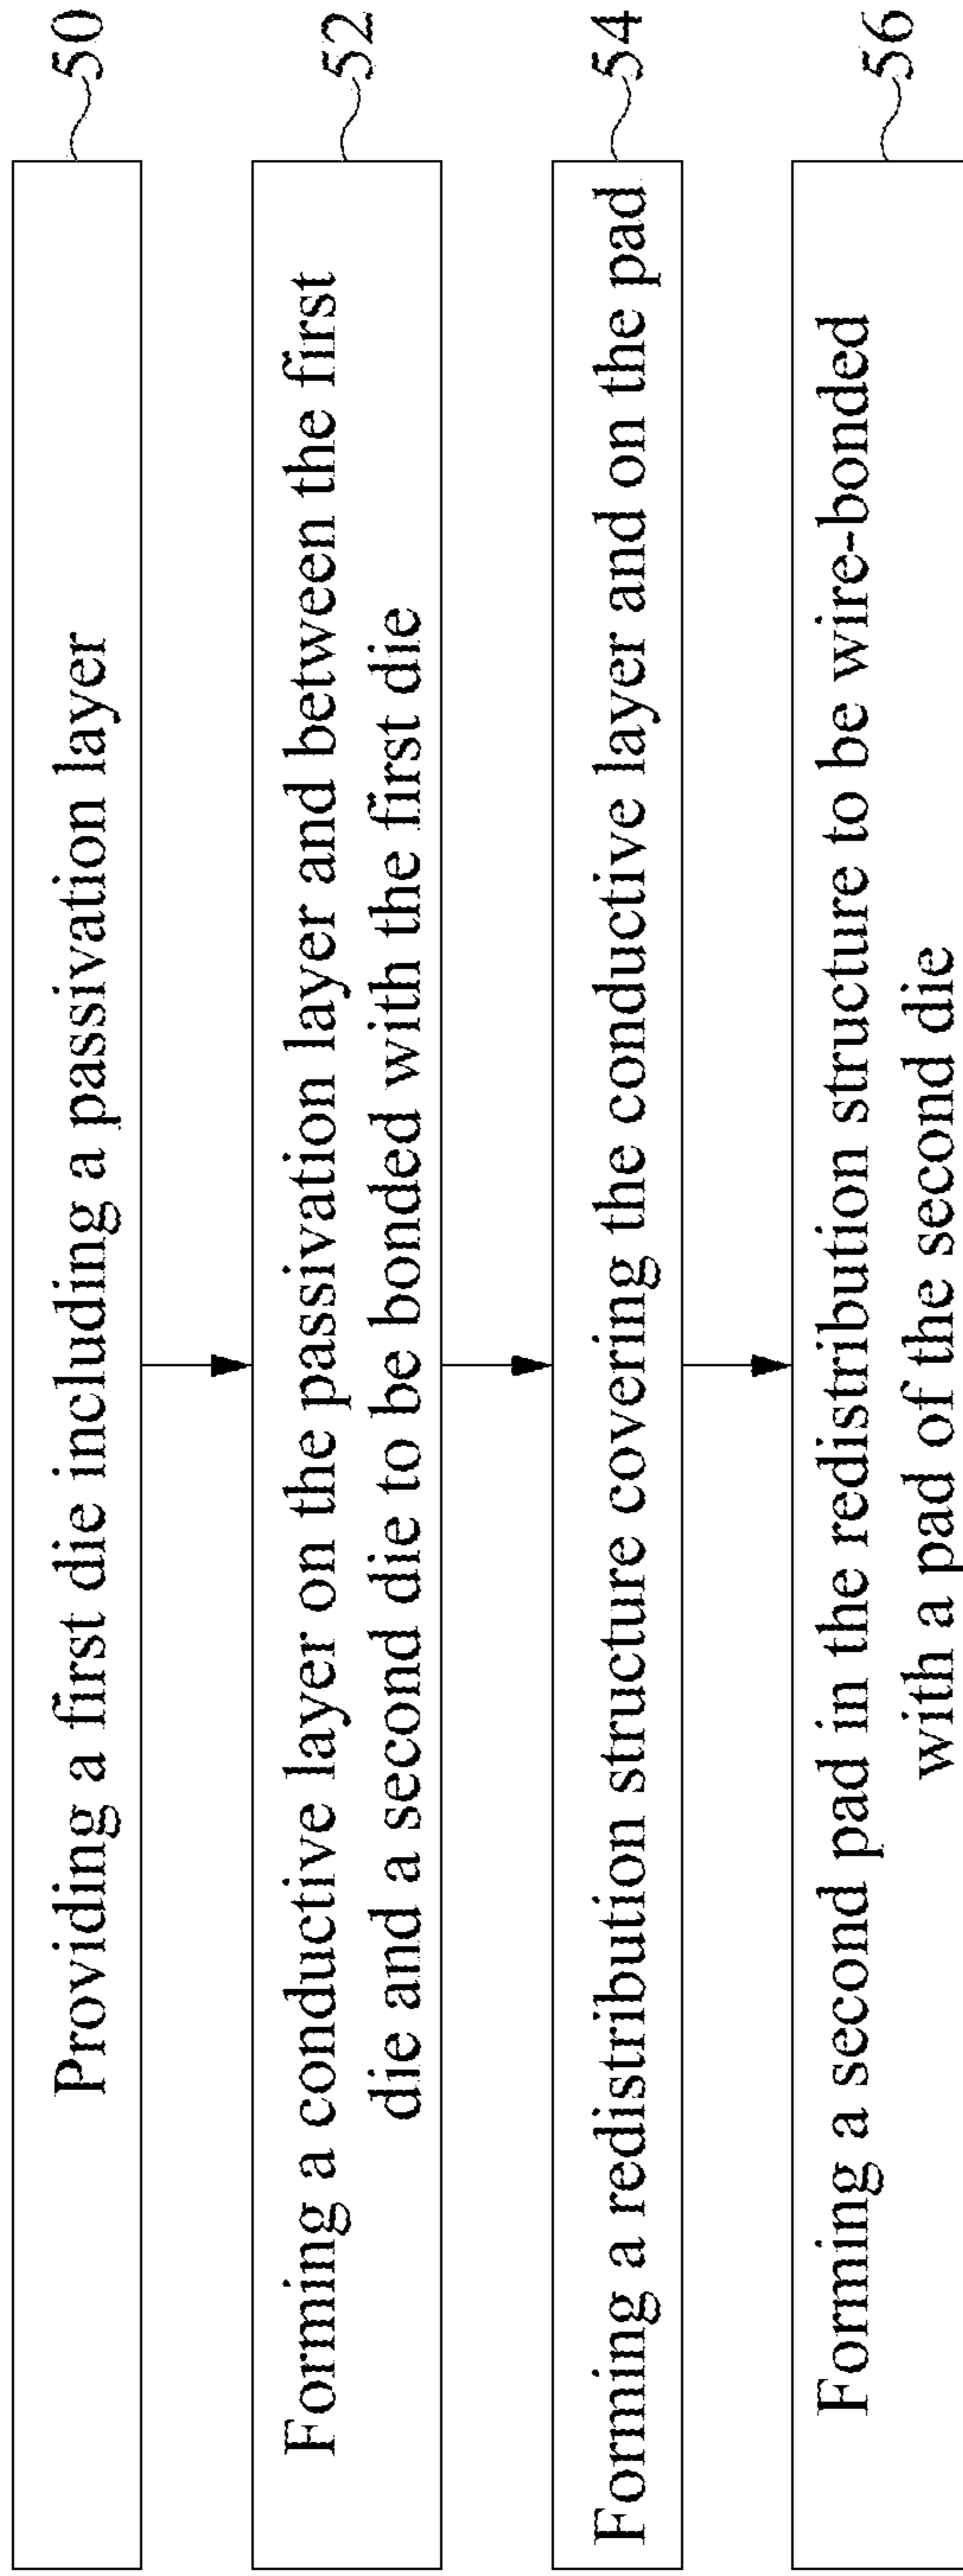 Providing a first die including a passivation layer
50
Forming a conductive layer on the passivation layer and between the first
die and a second die to be bonded with the first die
52
Forming a redistribution structure covering the conductive layer and on the pad
54
Forming a second pad in the redistribution structure to be wire-bonded
with a pad of the second die
56